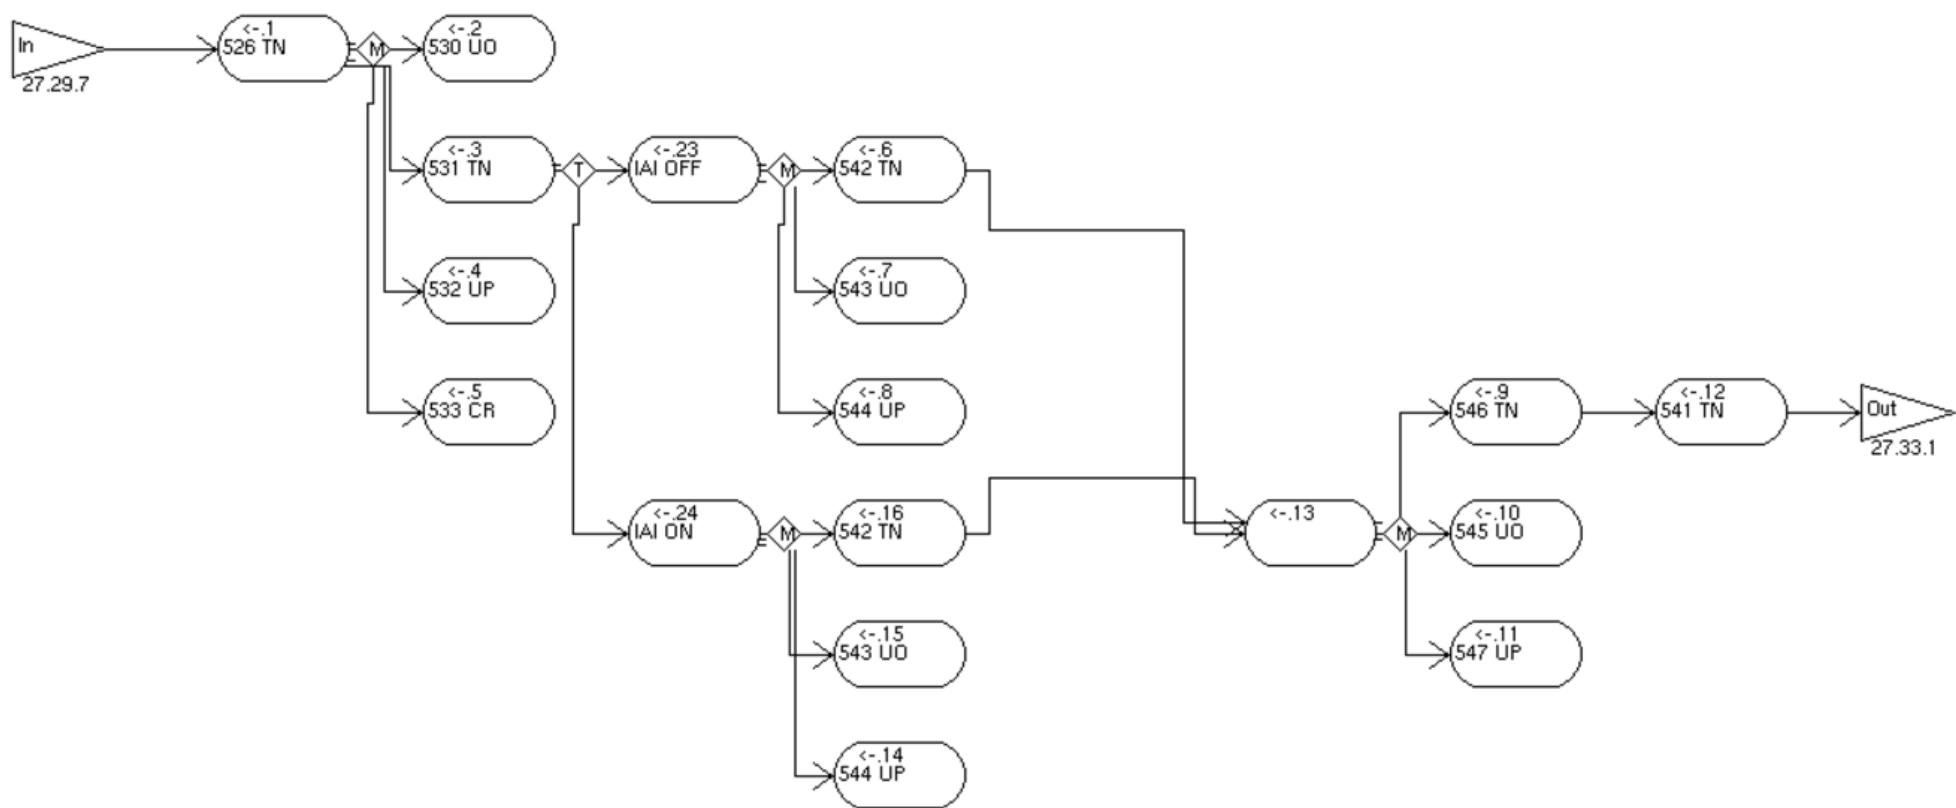 In
27.29.7
<-.1
526 TN
M
<-.2
530 UO
<-.3
531 TN
T
<-.23
IAI OFF
M
<-.6
542 TN
<-.4
532 UP
<-.7
543 UO
<-.5
533 CR
<-.8
544 UP
<-.9
546 TN
<-.12
541 TN
Out
27.33.1
<-.24
IAI ON
M
<-.16
542 TN
<-.13
M
<-.10
545 UO
<-.15
543 UO
<-.11
547 UP
<-.14
544 UP